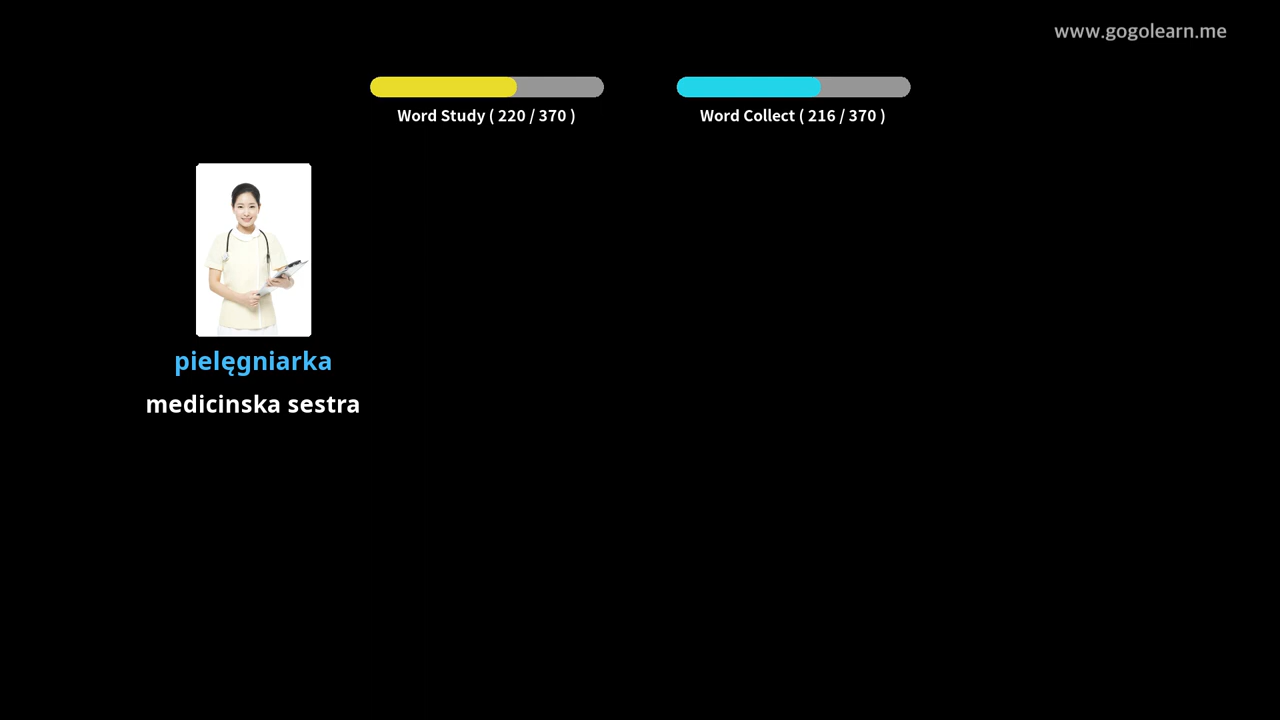 www.gogolearn.me
Word Study ( 220 / 370 )
Word Collect ( 216 / 370 )
pielęgniarka
medicinska sestra